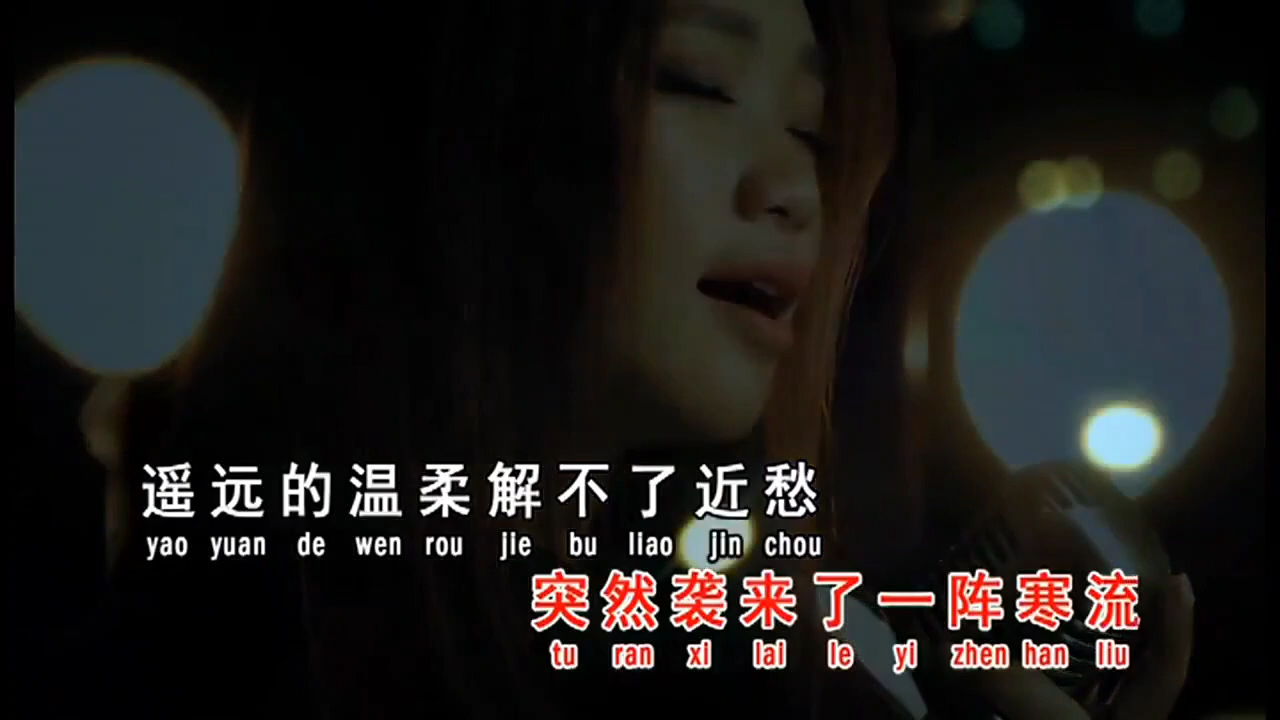 遥远的温柔解不了近愁
yao yuan de wen rou jie bu liao jin chou
突然袭来了一阵寒流
tu ran xi lai le yi zhen han liu